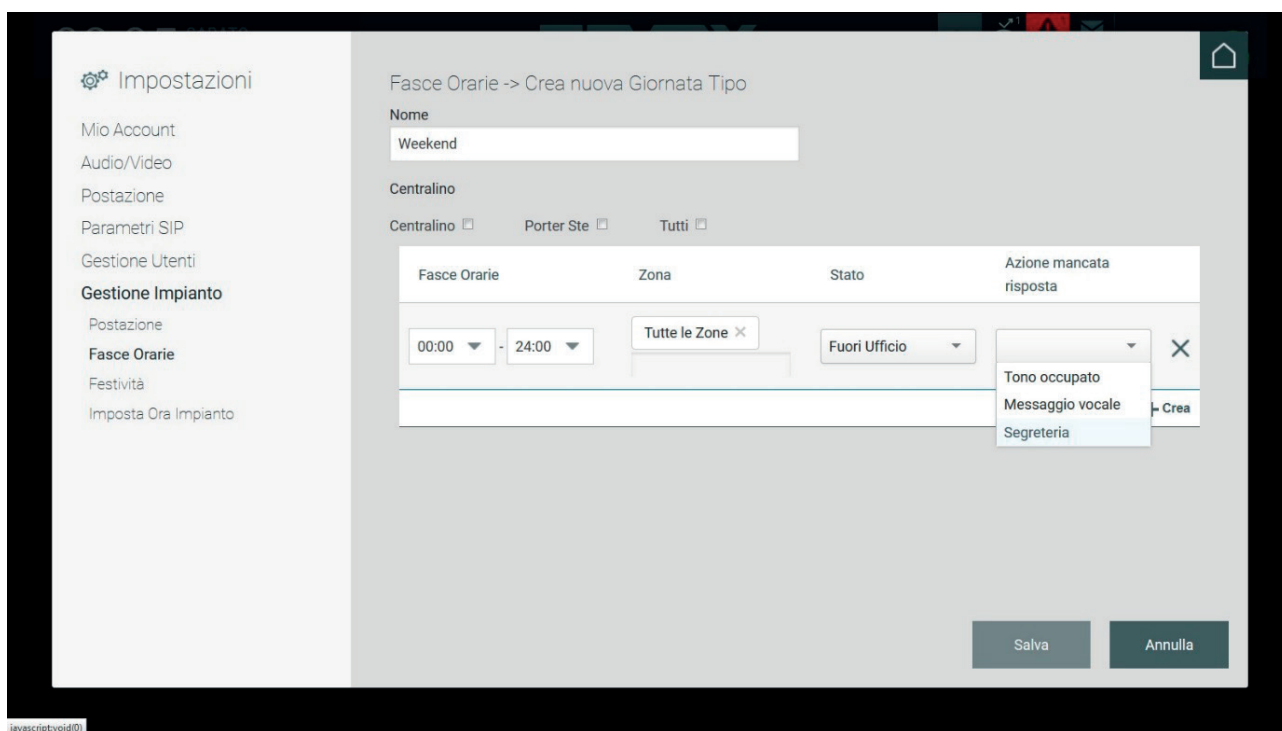 Impostazioni
Mio Account
Audio/Video
Postazione
Parametri SIP
Gestione Utenti
Gestione Impianto
Postazione
Fasce Orarie
Festività
Imposta Ora Impianto
Fasce Orarie -> Crea nuova Giornata Tipo
Nome
Weekend
Centralino
Centralino Porter Ste Tutti
Fasce Orarie Zona Stato Azione mancata
risposta
00:00 - 24:00 Tutte le Zone Fuori Ufficio
Tono occupato
Messaggio vocale
Segreteria
Crea
Salva Annulla
javascript:void(0)